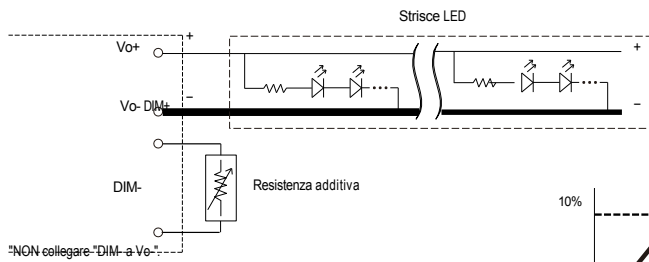 Strisce LED
Vo+
+
+
Vo- DIM+
−
−
DIM-
Resistenza additiva
10%
"NON collegare "DIM- a Vo-".